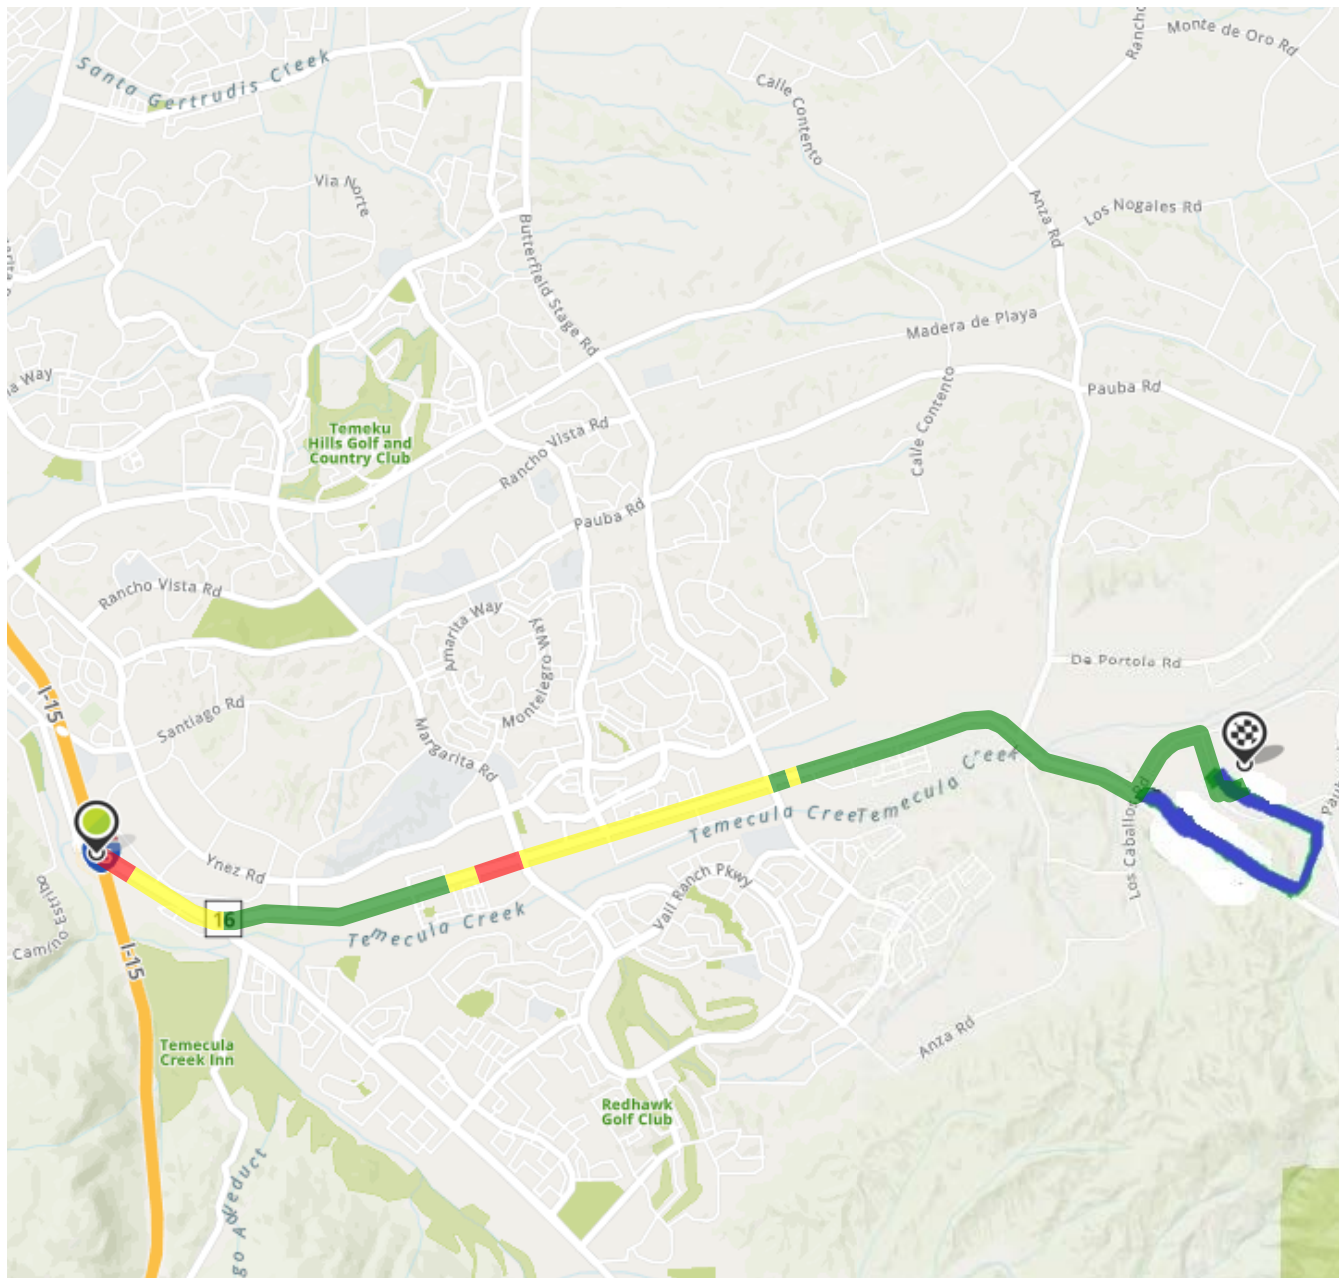 Monte de Oro Rd
Rancho
Santa Gertrudis Creek
Calle Contento
Via Norte
Anza Rd
Los Nogales Rd
Butterfield Stage Rd
Madera de Playa
Way
Pauba Rd
Calle Contento
Temeku
Hills Golf and
Country Club
Rancho Vista Rd
Pauba Rd
Rancho Vista Rd
Amarita Way
Montelegro Way
De Portola Rd
I-15
Santiago Rd
Margarita Rd
Temecula Creek
Temecula Creek
Ynez Rd
Los Caballos Rd
Vail Ranch Pkwy
16
Temecula Creek
Camino Estribo
I-15
Temecula
Creek Inn
Anza Rd
Redhawk
Golf Club
Aqueduct